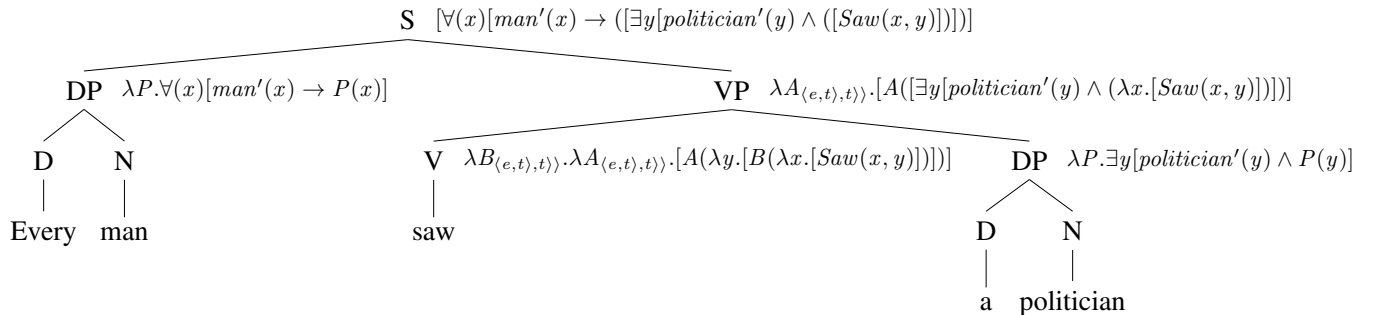 S [∀(x)[man′(x) → ([∃y[politician′(y) ∧ ([Saw(x, y)])])]
DP λP.∀(x)[man′(x) → P(x)] VP λA⟨e,t⟩,t⟩⟩.[A([∃y[politician′(y) ∧ (λx.[Saw(x, y)])])]
D N V λB⟨e,t⟩,t⟩⟩.λA⟨e,t⟩,t⟩⟩.[A(λy.[B(λx.[Saw(x, y)])])] DP λP.∃y[politician′(y) ∧ P(y)]
Every man saw D N
a politician